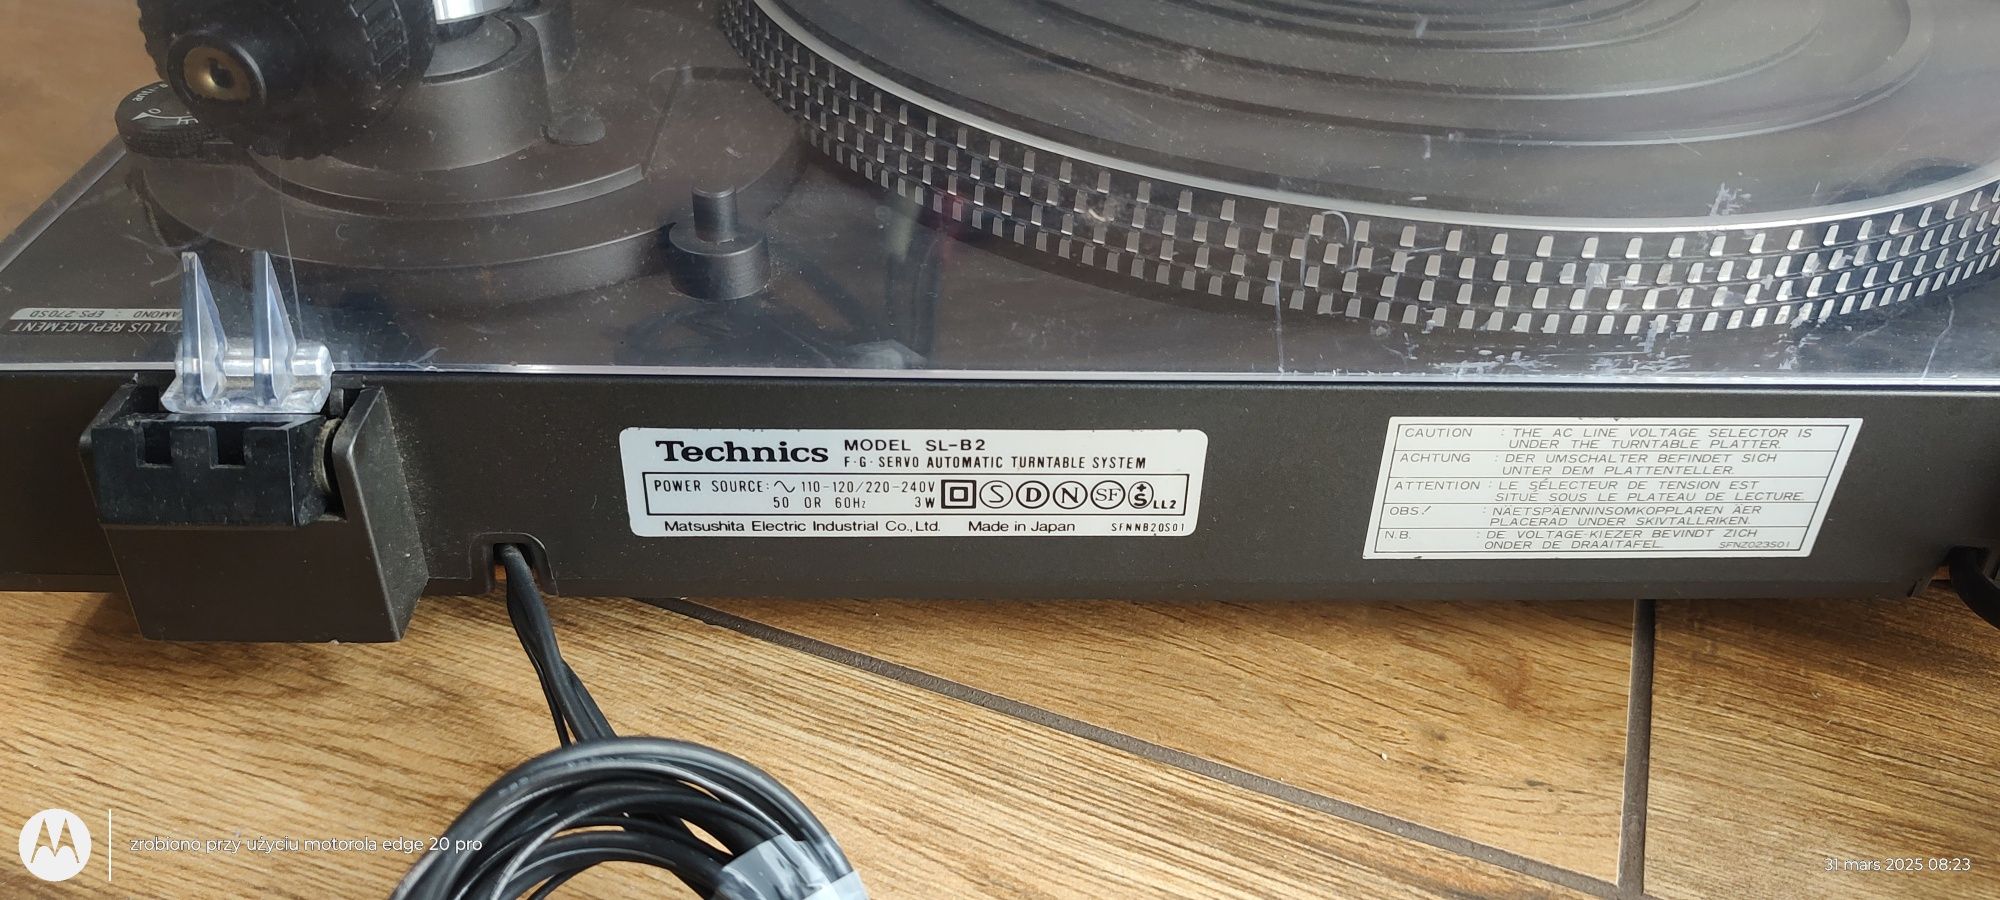 STYLUS REPLACEMENT
DIAMOND : EPS-270SD
Technics MODEL SL-B2
F·G·SERVO AUTOMATIC TURNTABLE SYSTEM
POWER SOURCE: 110-120/220-240V
50 OR 60Hz 3W
S D N SF S LL2
Matsushita Electric Industrial Co., Ltd. Made in Japan SFNNB20S01
CAUTION : THE AC LINE VOLTAGE SELECTOR IS
UNDER THE TURNTABLE PLATTER.
ACHTUNG : DER UMSCHALTER BEFINDET SICH
UNTER DEM PLATTENTELLER.
ATTENTION : LE SÉLECTEUR DE TENSION EST
SITUÉ SOUS LE PLATEAU DE LECTURE.
OBS! : NÄETSPÄENNINSOMKOPPLAREN ÄER
PLACERAD UNDER SKIVTALLRIKEN.
N.B. : DE VOLTAGE-KIEZER BEVINDT ZICH
ONDER DE DRAAITAFEL. SFNZ023S01
zrobiono przy użyciu motorola edge 20 pro
31 mars 2025 08:23